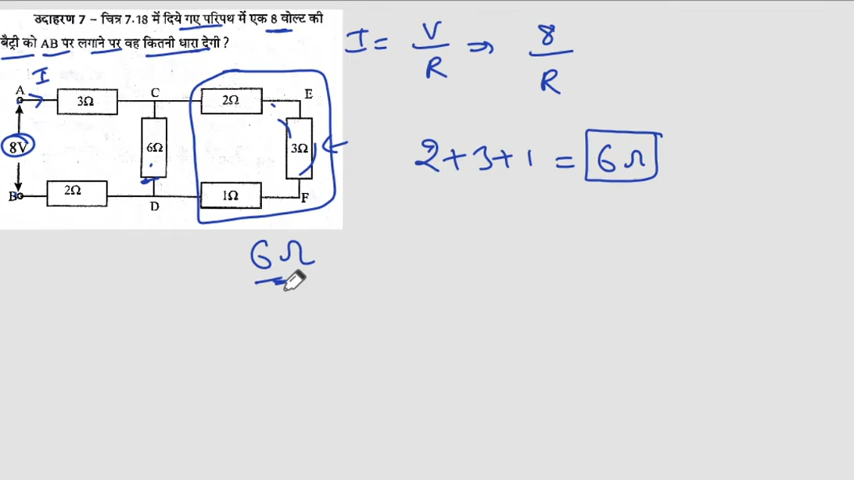 उदाहरण 7 – चित्र 7.18 में दिये गए परिपथ में एक 8 वोल्ट की
बैट्री को AB पर लगाने पर वह कितनी धारा देगी ?
I = V/R ⇒ 8/R
I
A
3Ω
C
2Ω
E
8V
6Ω
3Ω
2+3+1 = 6Ω
B
2Ω
D
1Ω
F
6Ω